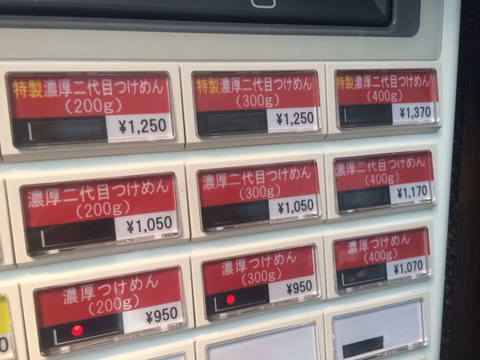 特製濃厚二代目つけめん
(200g)
¥1,250
特製濃厚二代目つけめん
(300g)
¥1,250
特製濃厚二代目つけめん
(400g)
¥1,370
濃厚二代目つけめん
(200g)
¥1,050
濃厚二代目つけめん
(300g)
¥1,050
濃厚二代目つけめん
(400g)
¥1,170
濃厚つけめん
(200g)
¥950
濃厚つけめん
(300g)
¥950
濃厚つけめん
(400g)
¥1,070